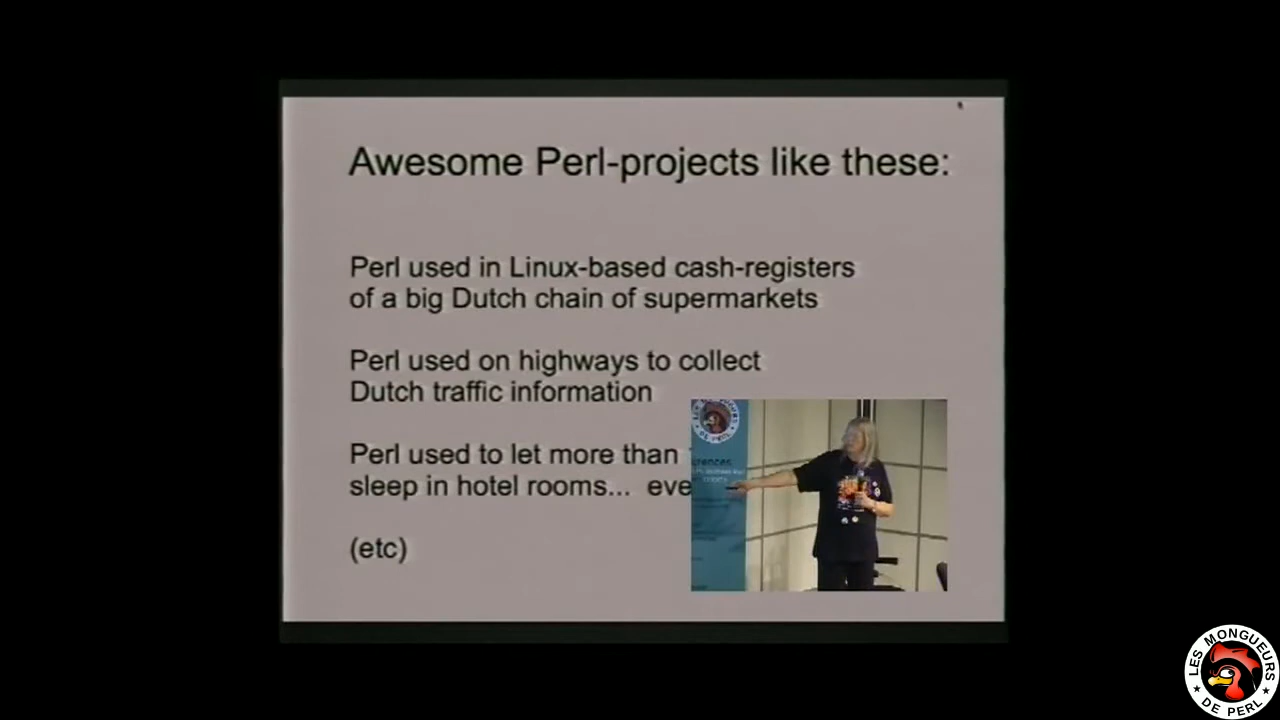 Awesome Perl-projects like these:
Perl used in Linux-based cash-registers
of a big Dutch chain of supermarkets
Perl used on highways to collect
Dutch traffic information
Perl used to let more than
sleep in hotel rooms... eve
(etc)
LES MONGUEURS
DE PERL